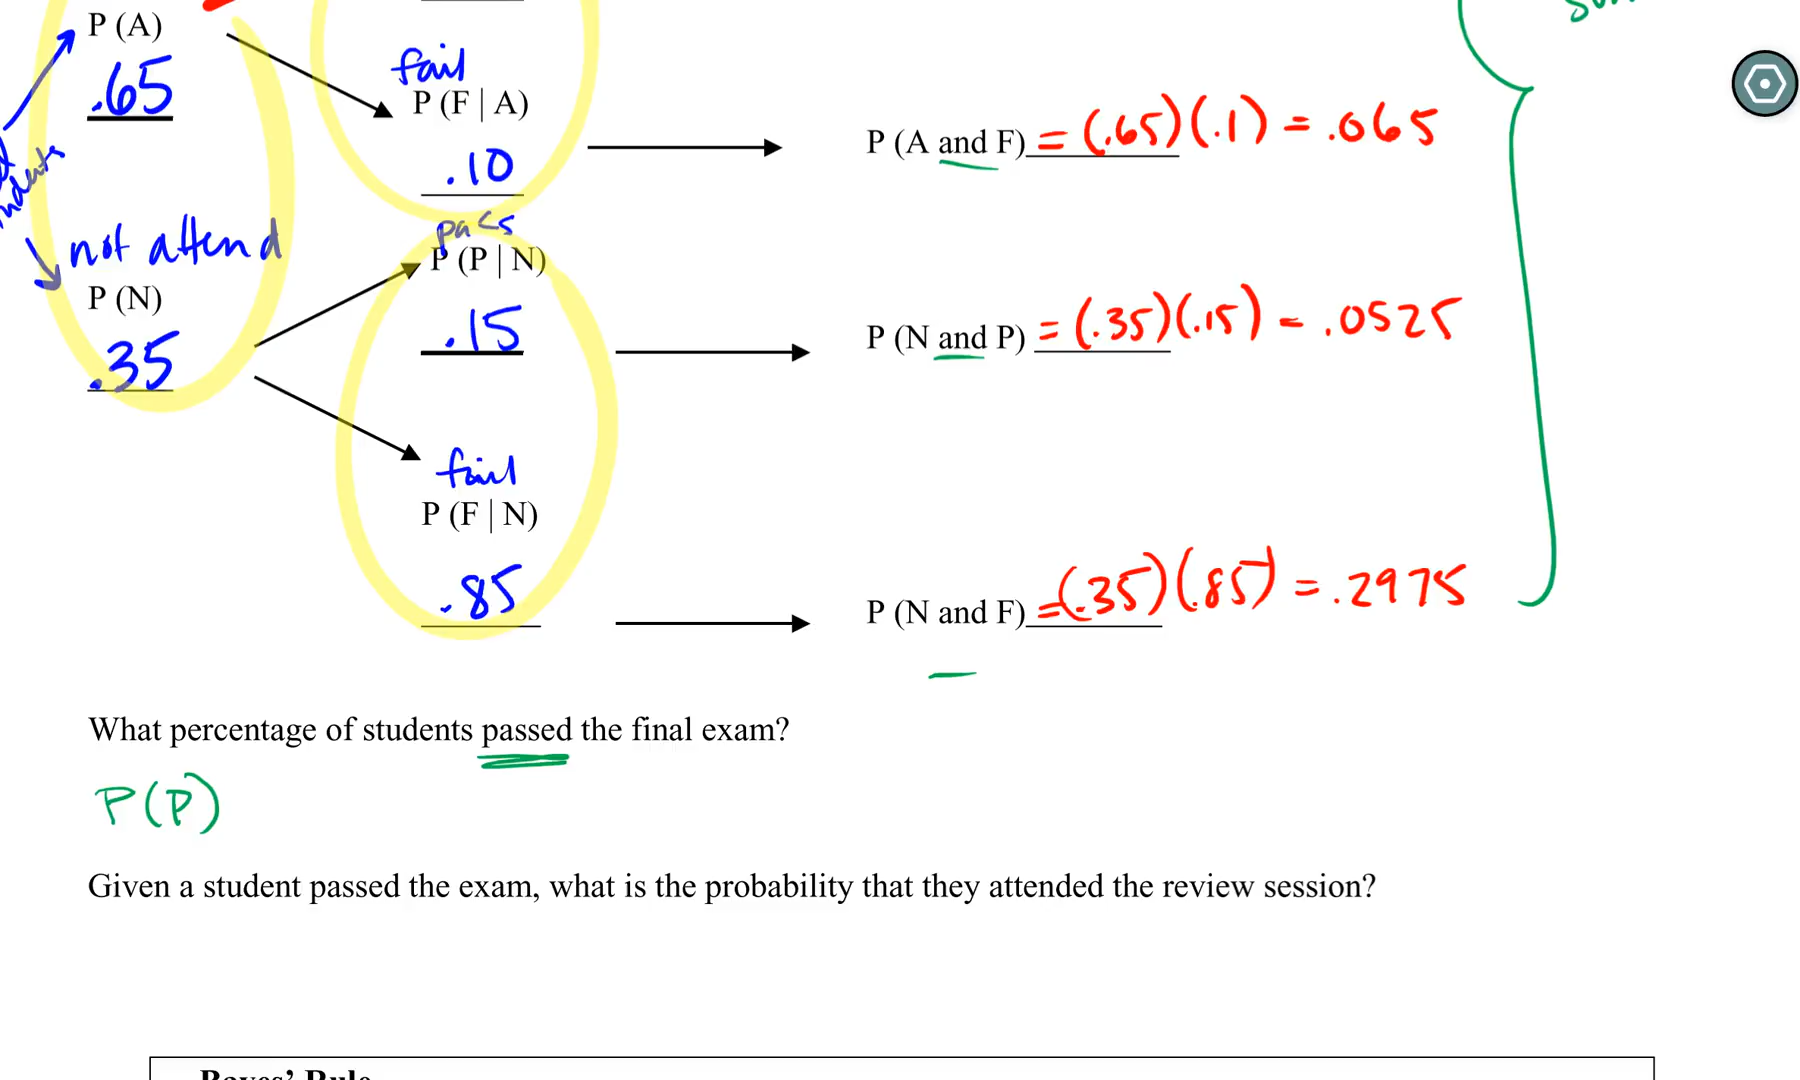 P (A)
.65
fail
P (F | A)
.10
P (A and F) = (.65)(.1) = .065
not attend
P (N)
.35
pass
P (P | N)
.15
P (N and P) = (.35)(.15) = .0525
fail
P (F | N)
.85
P (N and F) =(.35)(.85) = .2975
What percentage of students passed the final exam?
P(P)
Given a student passed the exam, what is the probability that they attended the review session?
Bayes' Rule